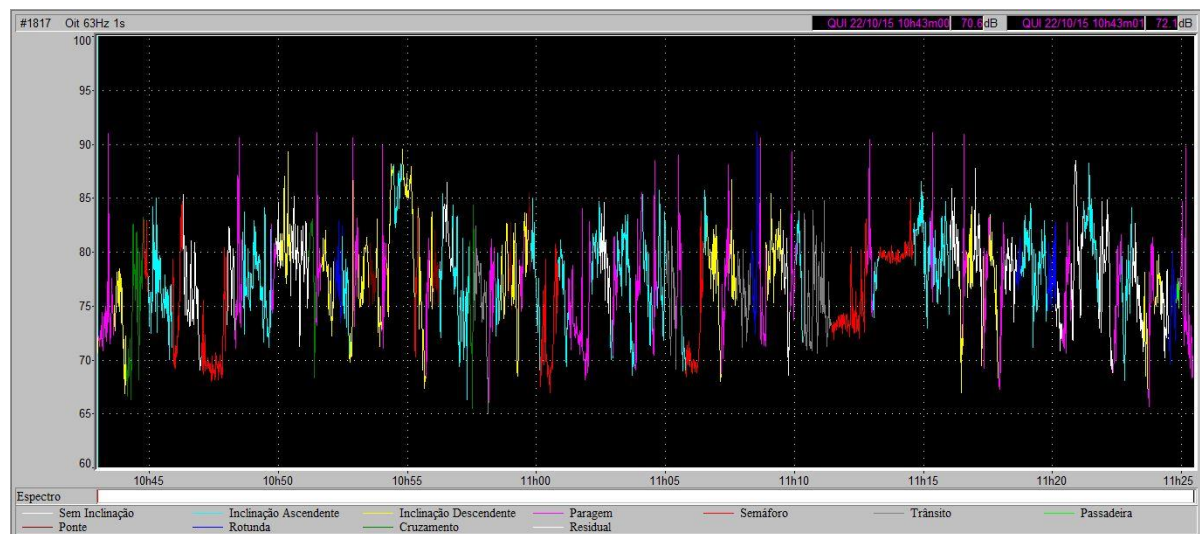 #1817 Oit 63Hz 1s QUI 22/10/15 10h43m00 70.6 dB QUI 22/10/15 10h43m01 72.1 dB
100
95
90
85
80
75
70
65
60
10h45 10h50 10h55 11h00 11h05 11h10 11h15 11h20 11h25
Espectro
Sem Inclinação Inclinação Ascendente Inclinação Descendente Paragem Semáforo Trânsito Passadeira
Ponte Rotunda Cruzamento Residual